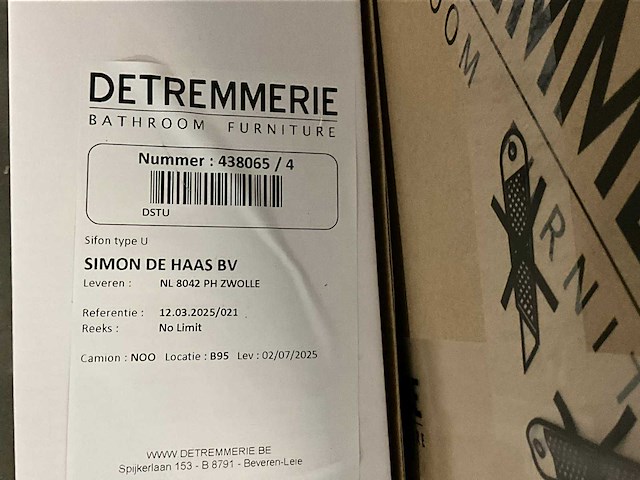 DETREMMERIE
BATHROOM FURNITURE
Nummer : 438065 / 4
DSTU
Sifon type U
SIMON DE HAAS BV
Leveren : NL 8042 PH ZWOLLE
Referentie : 12.03.2025/021
Reeks : No Limit
Camion : NOO Locatie : B95 Lev : 02/07/2025
WWW.DETREMMERIE.BE
Spijkerlaan 153 - B 8791 - Beveren-Leie